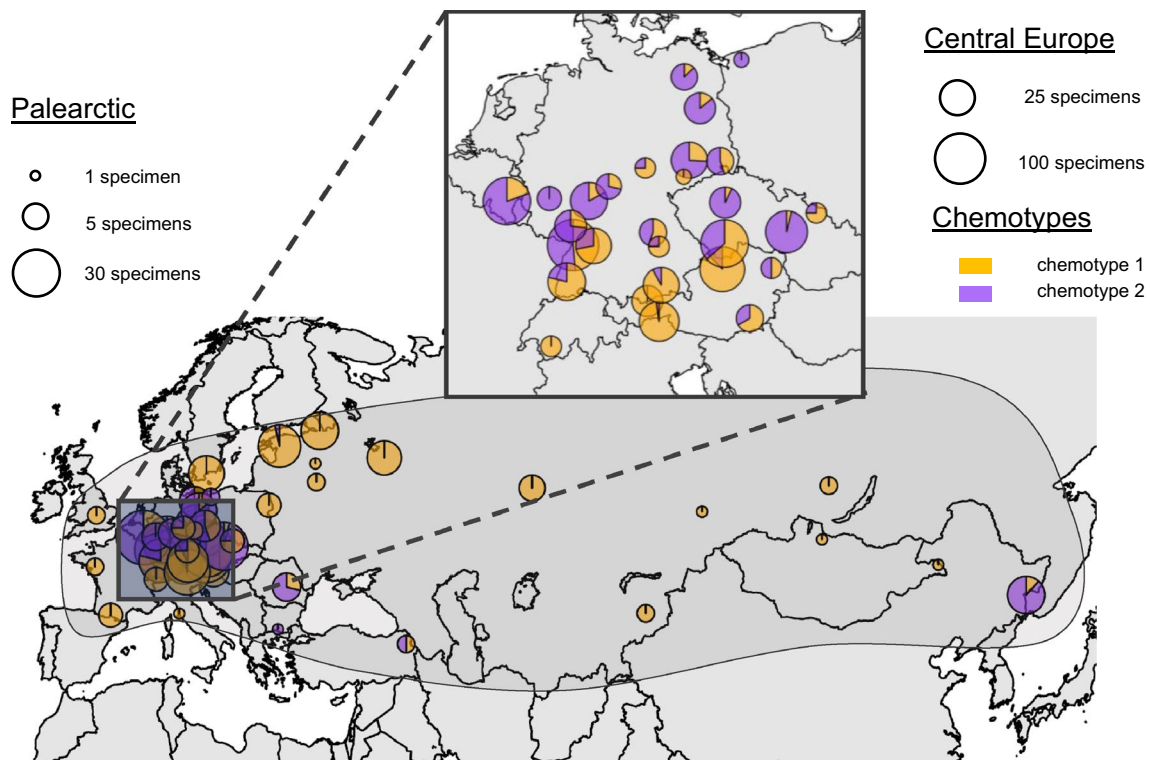 Palearctic
1 specimen
5 specimens
30 specimens
Central Europe
25 specimens
100 specimens
Chemotypes
chemotype 1
chemotype 2